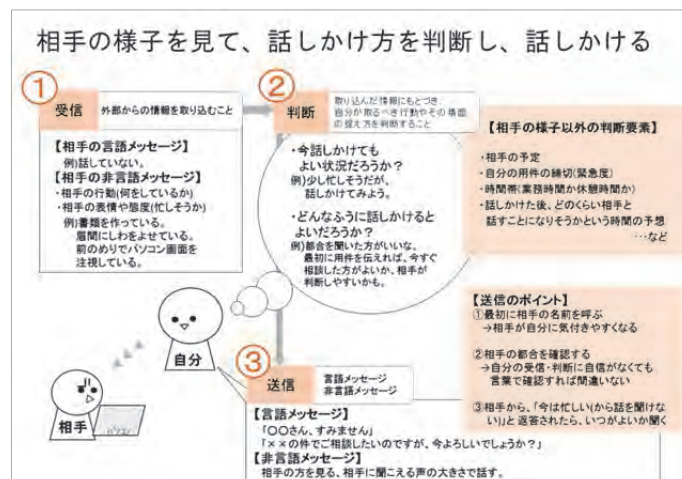 相手の様子を見て、話しかけ方を判断し、話しかける
①
受信
外部からの情報を取り込むこと
【相手の言語メッセージ】
例)話していない。
【相手の非言語メッセージ】
・相手の行動(何をしているか)
・相手の表情や態度(忙しそうか)
例)書類を作っている。
眉間にしわをよせている。
前のめりでパソコン画面を
注視している。
②
判断
取り込んだ情報にもとづき、
自分が取るべき行動やその場面
の捉え方を判断すること
・今話しかけても
よい状況だろうか?
例)少し忙しそうだが、
話しかけてみよう。
・どんなふうに話しかけると
よいだろうか?
例)都合を聞いた方がいいな。
最初に用件を伝えれば、今すぐ
相談した方がよいか、相手が
判断しやすいかも。
【相手の様子以外の判断要素】
・相手の予定
・自分の用件の締切(緊急度)
・時間帯(業務時間か休憩時間か)
・話しかけた後、どのくらい相手と
話すことになりそうかという時間の予想
…など
自分
相手
パソコン
③
送信
言語メッセージ
非言語メッセージ
【言語メッセージ】
「〇〇さん、すみません」
「××の件でご相談したいのですが、今よろしいでしょうか?」
【非言語メッセージ】
相手の方を見る、相手に聞こえる声の大きさで話す。
【送信のポイント】
①最初に相手の名前を呼ぶ
→相手が自分に気付きやすくなる
②相手の都合を確認する
→自分の受信・判断に自信がなくても
言葉で確認すれば間違いない
③相手から、「今は忙しい(から話を聞けな
い)」と返答されたら、いつがよいか聞く